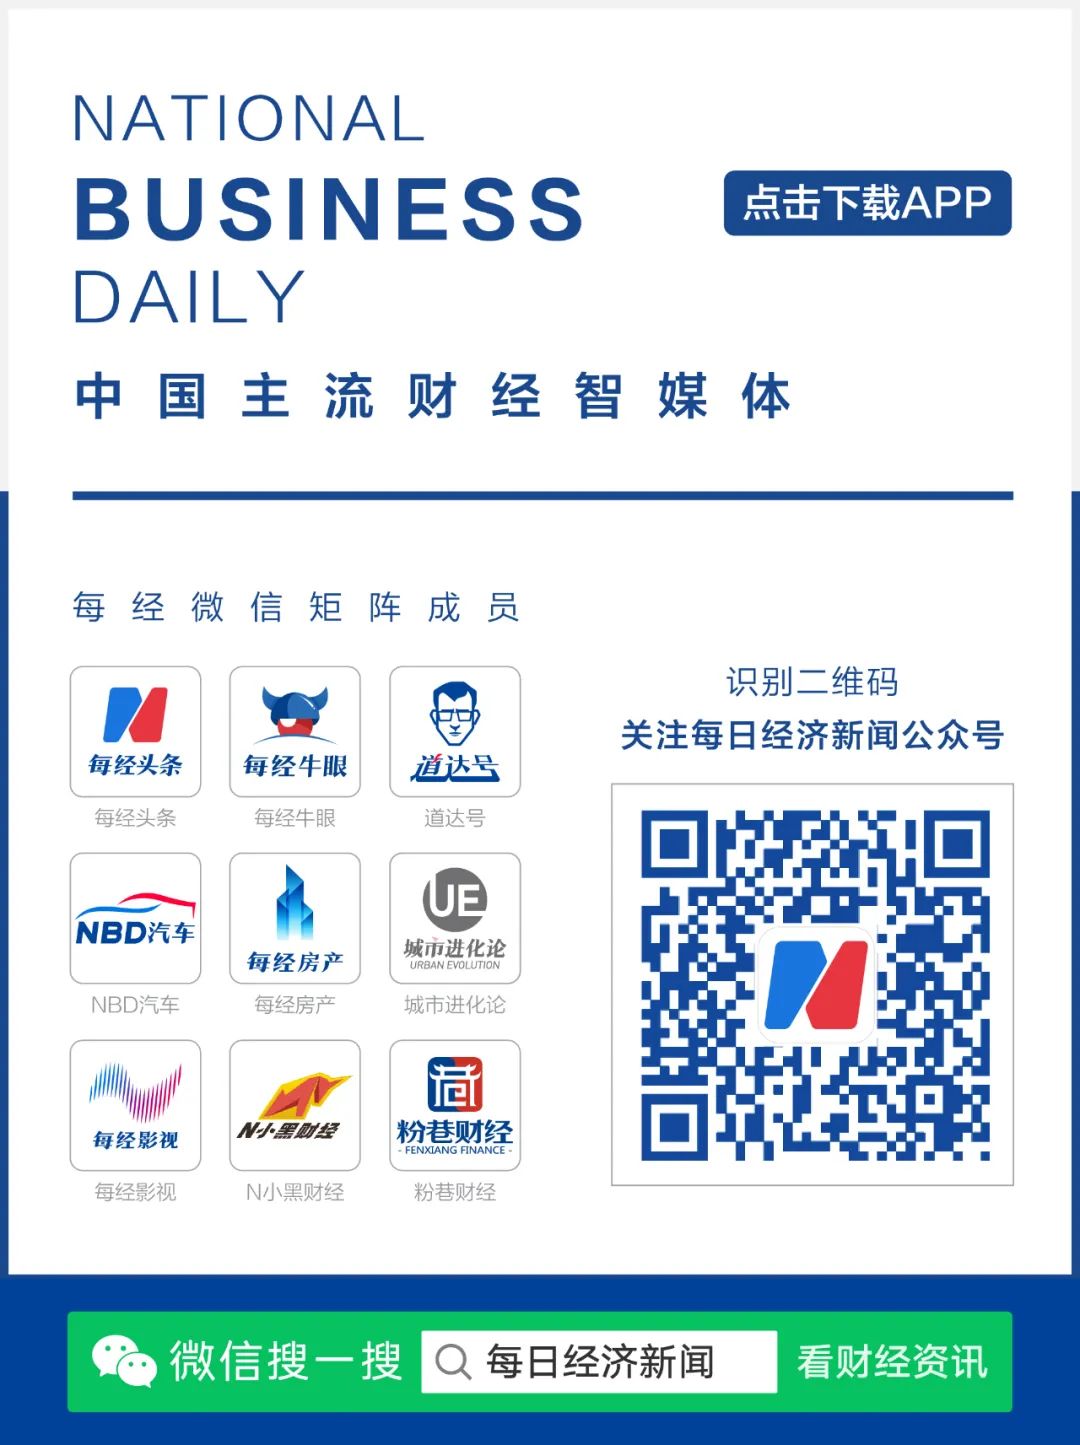 NATIONAL
BUSINESS
点击下载APP
DAILY
中国主流财经智媒体
每经微信矩阵成员
识别二维码
关注每日经济新闻公众号
每经头条
每经牛眼
道达号
每经头条
每经牛眼
道达号
NBD汽车
每经房产
UE
城市进化论
URBAN EVOLUTION
NBD汽车
每经房产
城市进化论
每经影视
N小黑财经
粉巷财经
- FENXIANG FINANCE -
每经影视
N小黑财经
粉巷财经
微信搜一搜
每日经济新闻
看财经资讯